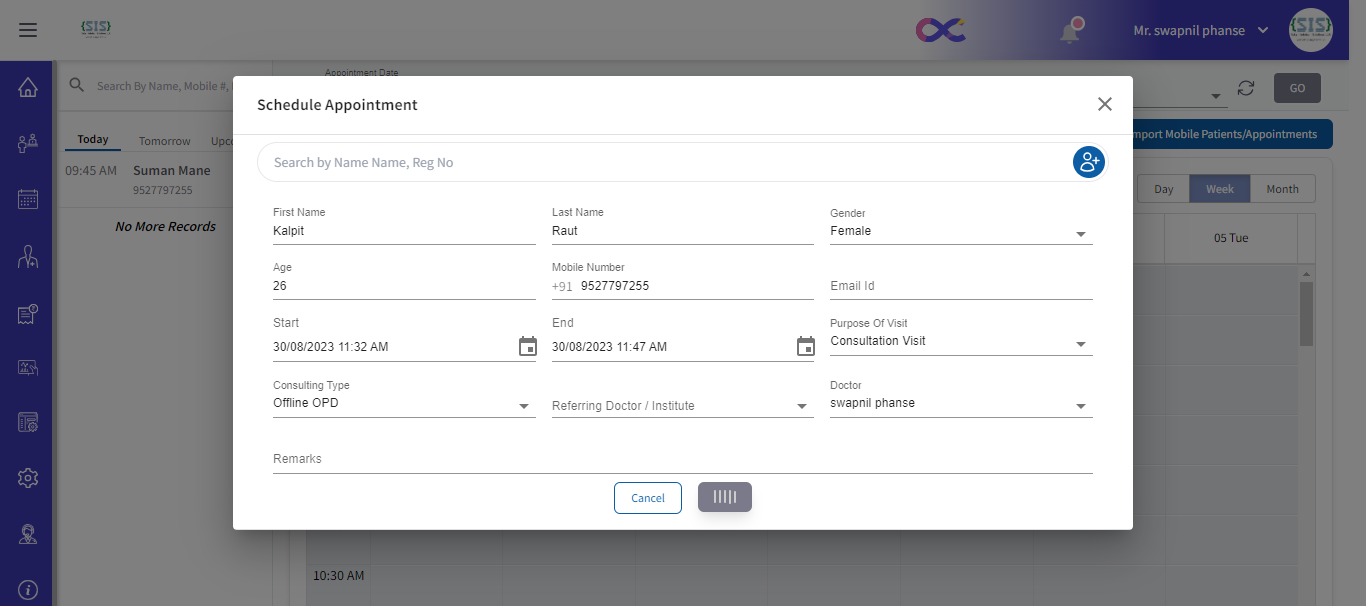 {SIS}
Mr. swapnil phanse
{SIS}
Appointment Date
Search By Name, Mobile #,
GO
mport Mobile Patients/Appointments
Today
Tomorrow
Upco
09:45 AM
Suman Mane
9527797255
No More Records
Day
Week
Month
05 Tue
Schedule Appointment
Search by Name Name, Reg No
First Name
Kalpit
Last Name
Raut
Gender
Female
Age
26
Mobile Number
+91 9527797255
Email Id
Start
30/08/2023 11:32 AM
End
30/08/2023 11:47 AM
Purpose Of Visit
Consultation Visit
Consulting Type
Offline OPD
Referring Doctor / Institute
Doctor
swapnil phanse
Remarks
Cancel
10:30 AM